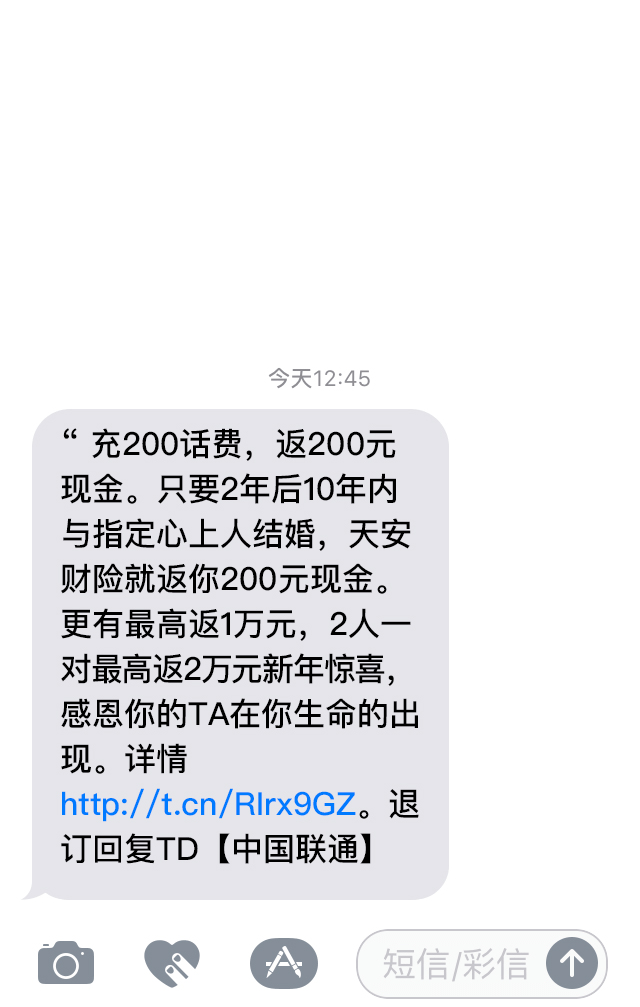 今天12:45
“ 充200话费，返200元
现金。只要2年后10年内
与指定心上人结婚，天安
财险就返你200元现金。
更有最高返1万元，2人一
对最高返2万元新年惊喜，
感恩你的TA在你生命的出
现。详情
http://t.cn/RIrx9GZ。退
订回复TD【中国联通】
短信/彩信